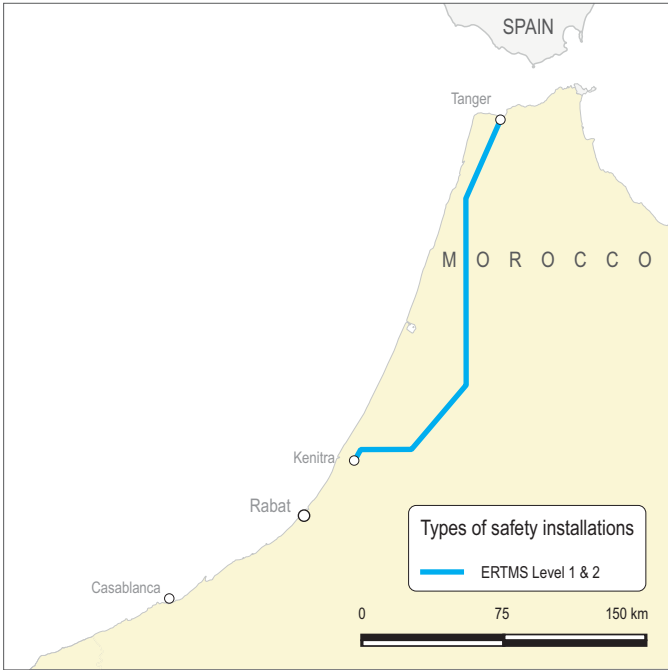 SPAIN
Tanger
M O R O C C O
Kenitra
Rabat
Types of safety installations
ERTMS Level 1 & 2
Casablanca
0 75 150 km